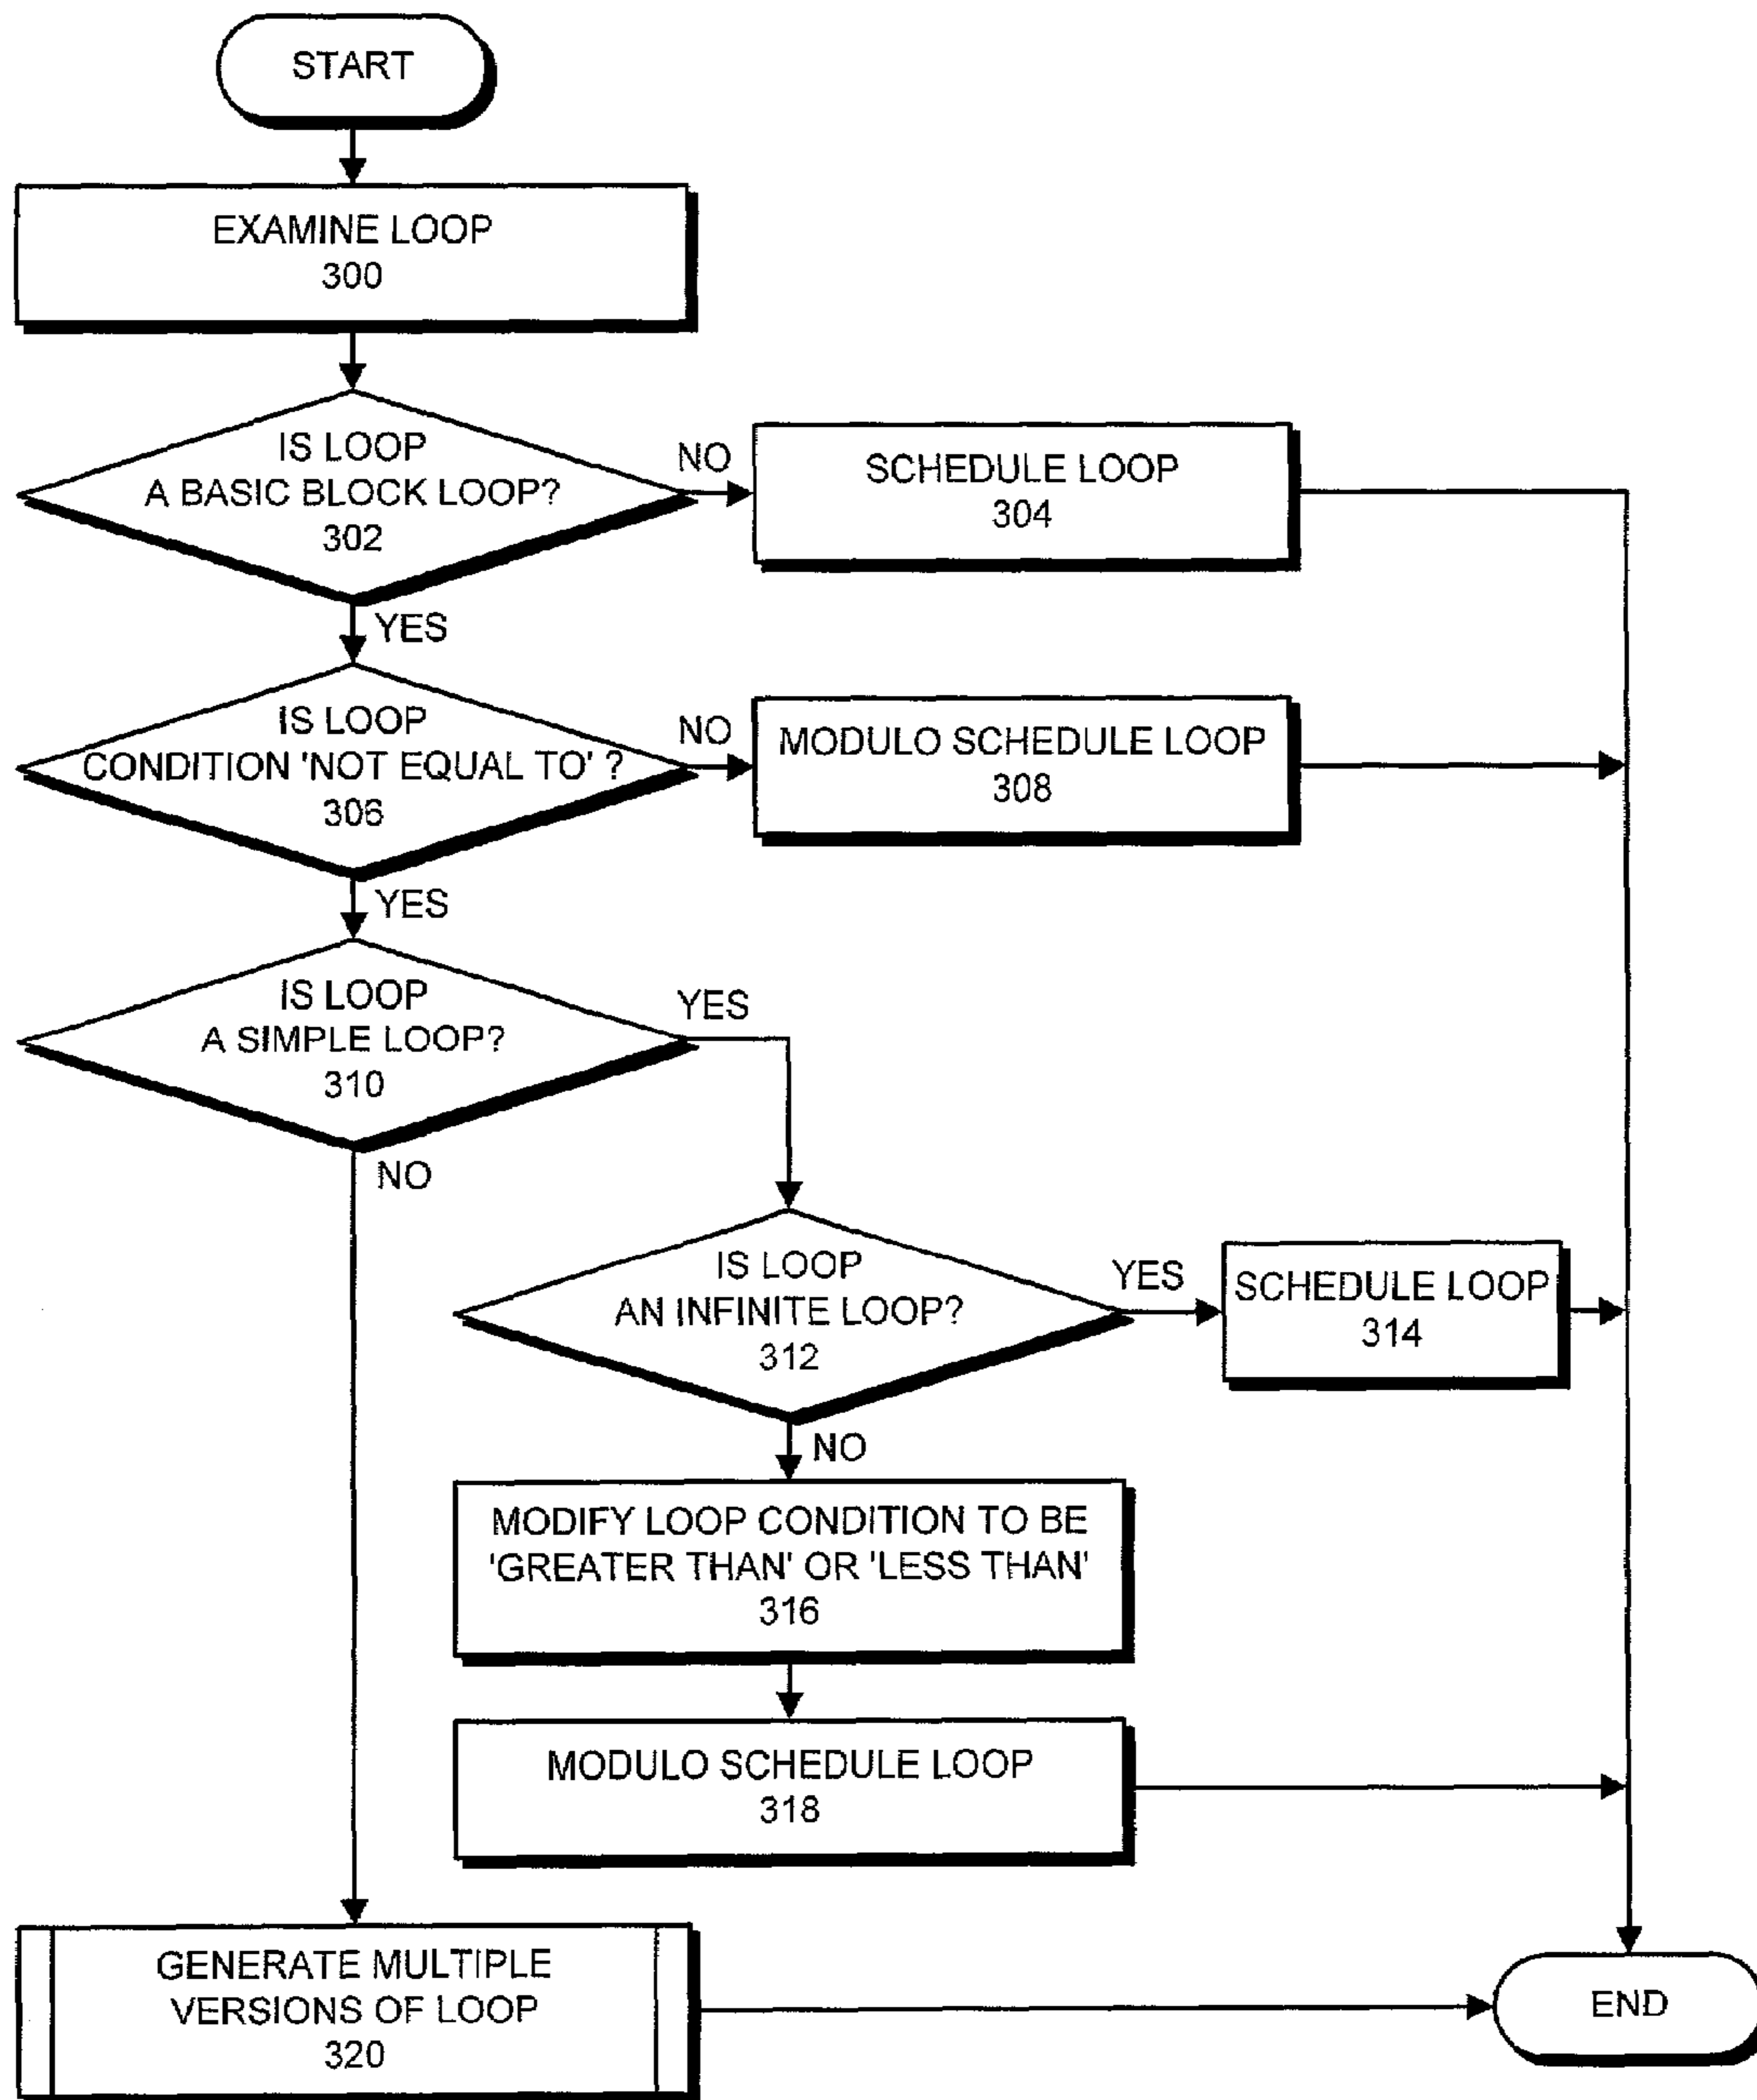 START
EXAMINE LOOP
300
IS LOOP
A BASIC BLOCK LOOP?
302
NO
SCHEDULE LOOP
304
YES
IS LOOP
CONDITION 'NOT EQUAL TO' ?
306
NO
MODULO SCHEDULE LOOP
308
YES
IS LOOP
A SIMPLE LOOP?
310
YES
NO
IS LOOP
AN INFINITE LOOP?
312
YES
SCHEDULE LOOP
314
NO
MODIFY LOOP CONDITION TO BE
'GREATER THAN' OR 'LESS THAN'
316
MODULO SCHEDULE LOOP
318
GENERATE MULTIPLE
VERSIONS OF LOOP
320
END